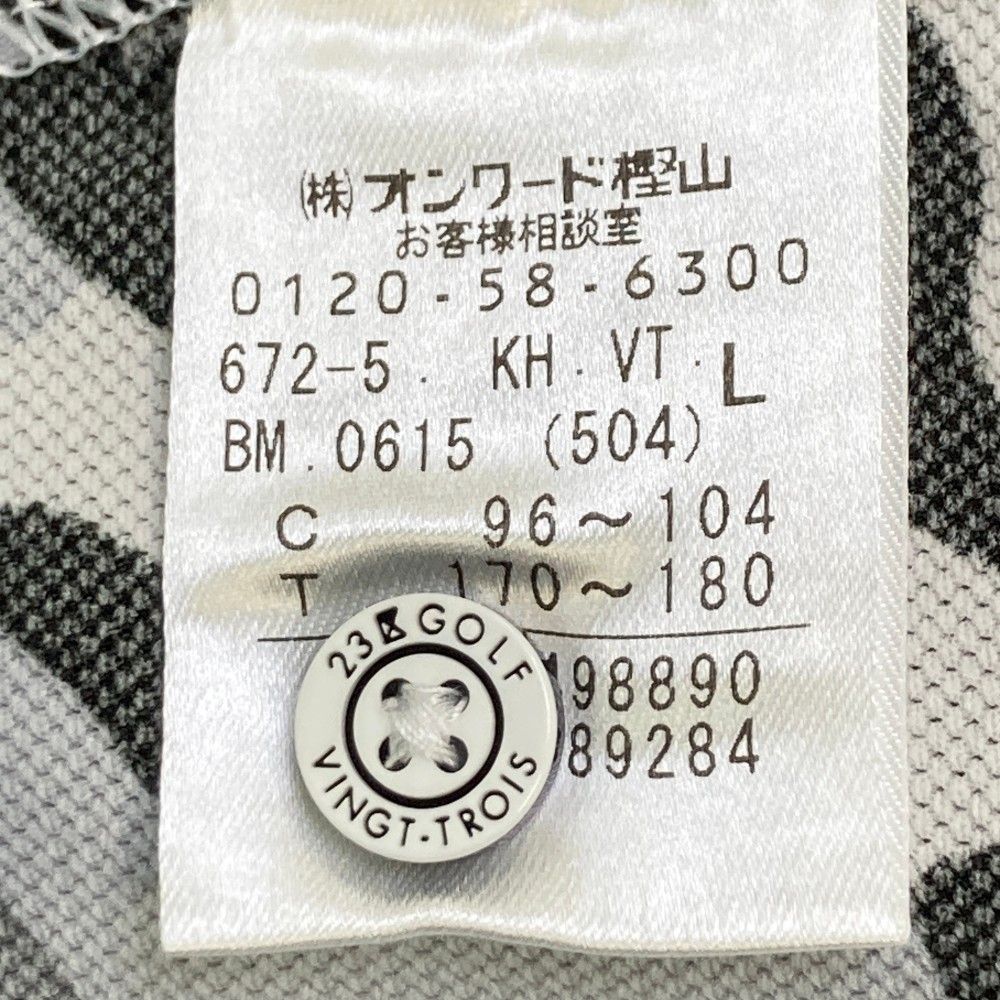 (株)オンワード樫山
お客様相談室
0120-58-6300
672-5. KH.VT.L
BM.0615 (504)
C 96～104
T 170～180
98890
89284
23区GOLF
VINGT-TROIS